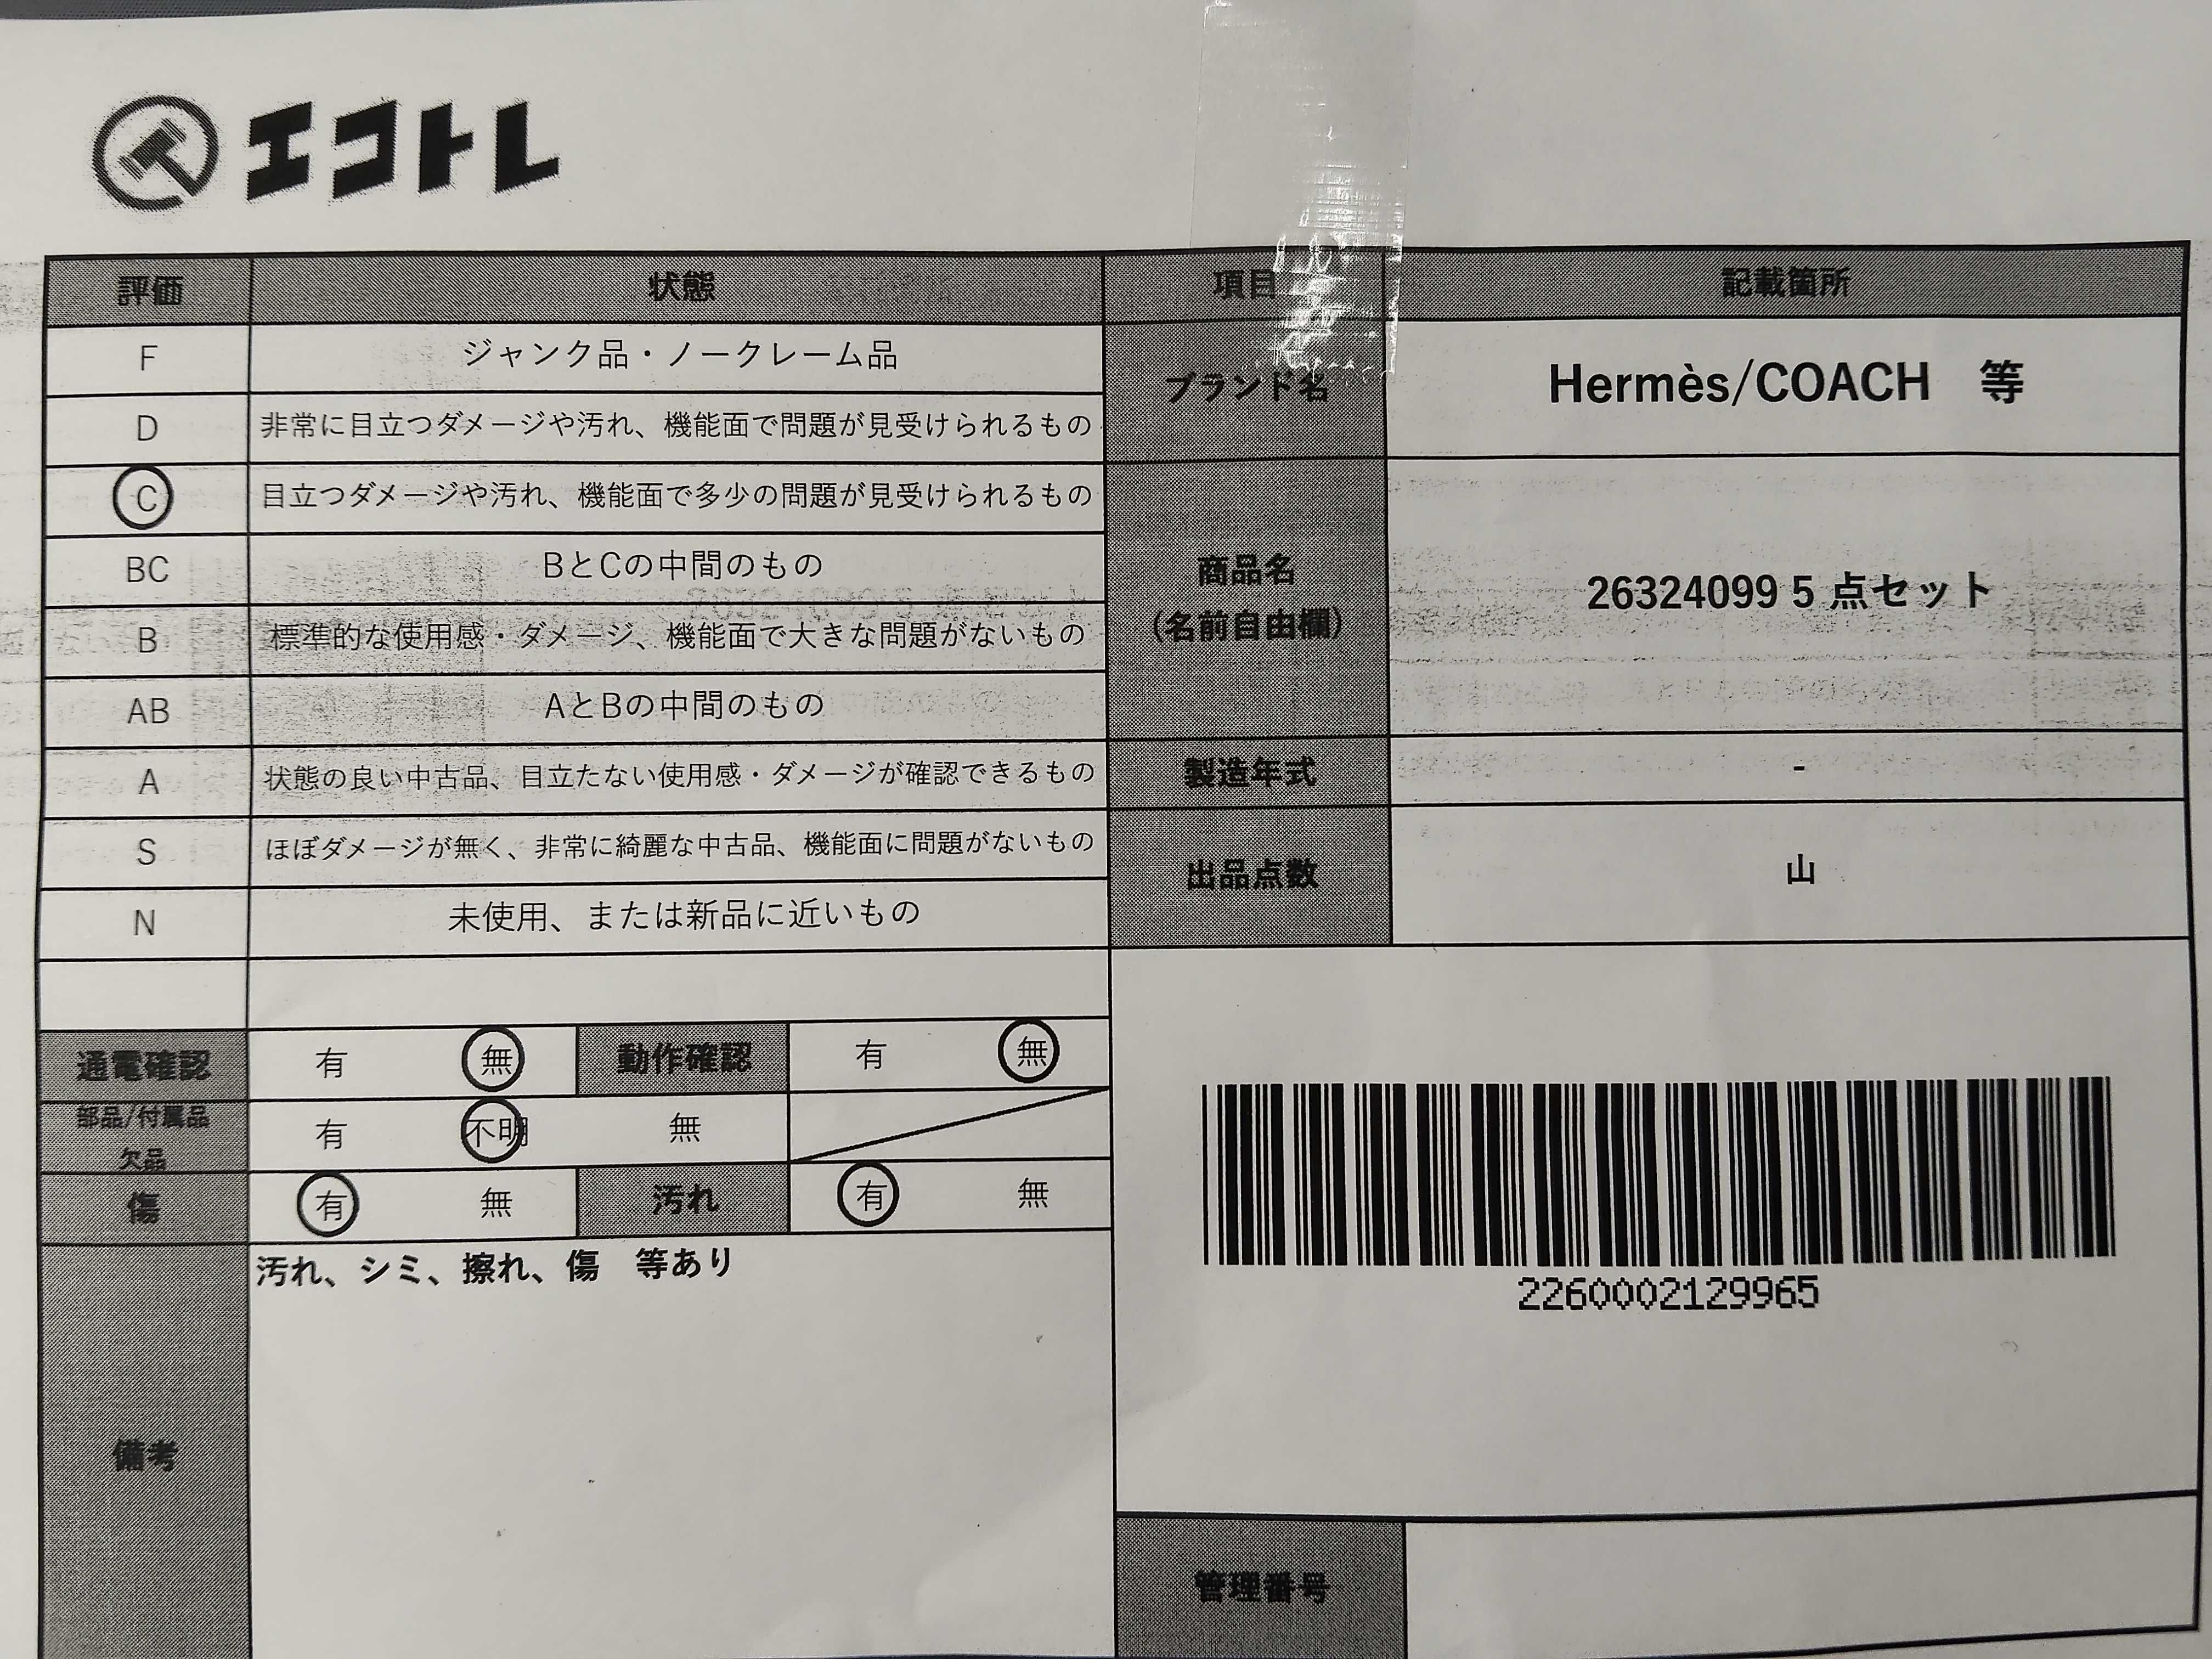 エコトレ
評価 状態 項目 記載箇所
F ジャンク品・ノークレーム品
D 非常に目立つダメージや汚れ、機能面で問題が見受けられるもの
C 目立つダメージや汚れ、機能面で多少の問題が見受けられるもの
BC BとCの中間のもの
B 標準的な使用感・ダメージ、機能面で大きな問題がないもの
AB AとBの中間のもの
A 状態の良い中古品、目立たない使用感・ダメージが確認できるもの
S ほぼダメージが無く、非常に綺麗な中古品、機能面に問題がないもの
N 未使用、または新品に近いもの
ブランド名 Hermès/COACH 等
商品名
(名前自由欄)
26324099 5 点セット
製造年式 -
出品点数 山
通電確認 有 無 動作確認 有 無
部品/付属品
欠品
有 不明 無
傷 有 無 汚れ 有 無
備考
汚れ、シミ、擦れ、傷 等あり
2260002129965
管理番号